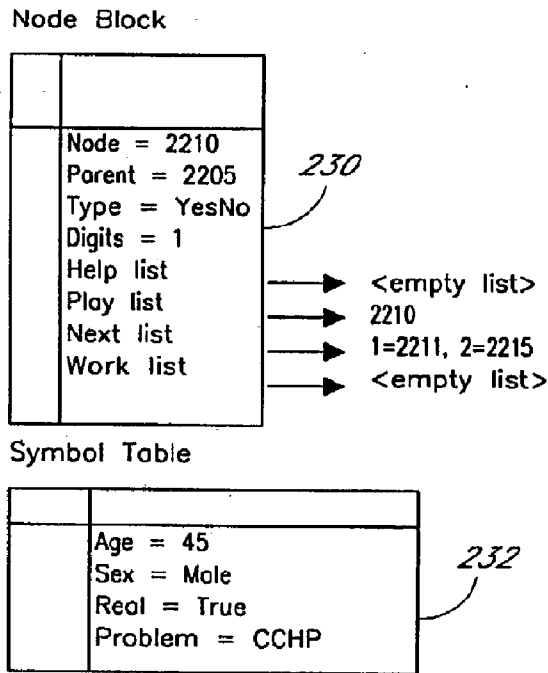 Node Block
Node = 2210
Parent = 2205
230
Type = YesNo
Digits = 1
Help list
<empty list>
Play list
2210
Next list
1=2211, 2=2215
Work list
<empty list>
Symbol Table
Age = 45
Sex = Male
232
Real = True
Problem = CCHP